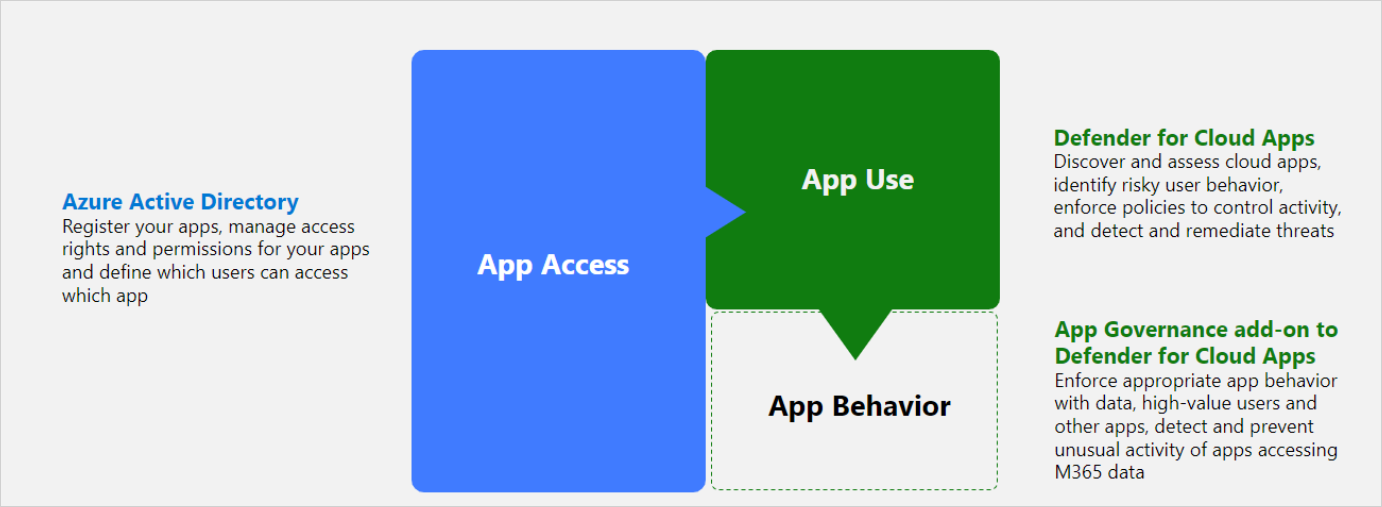 Azure Active Directory
Register your apps, manage access
rights and permissions for your apps
and define which users can access
which app
App Access
App Use
App Behavior
Defender for Cloud Apps
Discover and assess cloud apps,
identify risky user behavior,
enforce policies to control activity,
and detect and remediate threats
App Governance add-on to
Defender for Cloud Apps
Enforce appropriate app behavior
with data, high-value users and
other apps, detect and prevent
unusual activity of apps accessing
M365 data